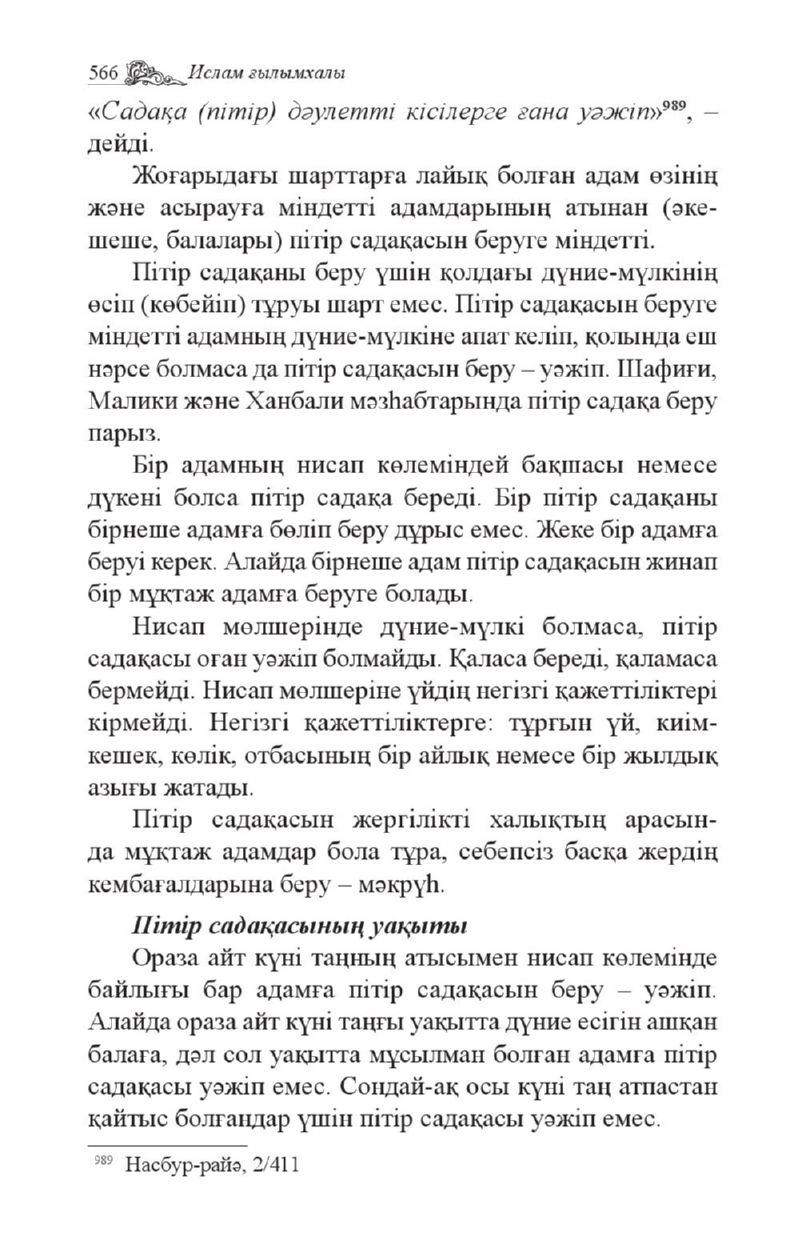 566 Ислам ғылымхалы
«Садақа (пітір) дәулетті кісілерге ғана уәжіп»989, –
дейді.
Жоғарыдағы шарттарға лайық болған адам өзінің
және асырауға міндетті адамдарының атынан (әке-
шеше, балалары) пітір садақасын беруге міндетті.
Пітір садақаны беру үшін қолдағы дүние-мүлкінің
өсіп (көбейіп) тұруы шарт емес. Пітір садақасын беруге
міндетті адамның дүние-мүлкіне апат келіп, қолында еш
нәрсе болмаса да пітір садақасын беру – уәжіп. Шафиғи,
Малики және Ханбали мәзһабтарында пітір садақа беру
парыз.
Бір адамның нисап көлеміндей бақшасы немесе
дүкені болса пітір садақа береді. Бір пітір садақаны
бірнеше адамға бөліп беру дұрыс емес. Жеке бір адамға
беруі керек. Алайда бірнеше адам пітір садақасын жинап
бір мұқтаж адамға беруге болады.
Нисап мөлшерінде дүние-мүлкі болмаса, пітір
садақасы оған уәжіп болмайды. Қаласа береді, қаламаса
бермейді. Нисап мөлшеріне үйдің негізгі қажеттіліктері
кірмейді. Негізгі қажеттіліктерге: тұрғын үй, киім-
кешек, көлік, отбасының бір айлық немесе бір жылдық
азығы жатады.
Пітір садақасын жергілікті халықтың арасын-
да мұқтаж адамдар бола тұра, себепсіз басқа жердің
кембағалдарына беру – мәкрүһ.
Пітір садақасының уақыты
Ораза айт күні таңның атысымен нисап көлемінде
байлығы бар адамға пітір садақасын беру – уәжіп.
Алайда ораза айт күні таңғы уақытта дүние есігін ашқан
балаға, дәл сол уақытта мұсылман болған адамға пітір
садақасы уәжіп емес. Сондай-ақ осы күні таң атпастан
қайтыс болғандар үшін пітір садақасы уәжіп емес.
989 Насбур-райә, 2/411